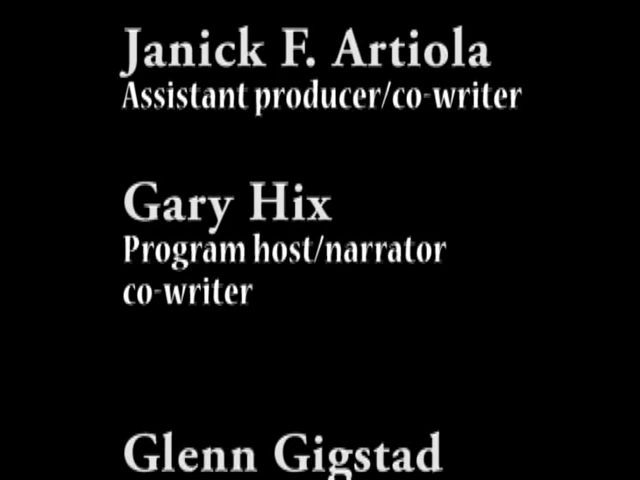 Janick F. Artiola
Assistant producer/co-writer
Gary Hix
Program host/narrator
co-writer
Glenn Gigstad